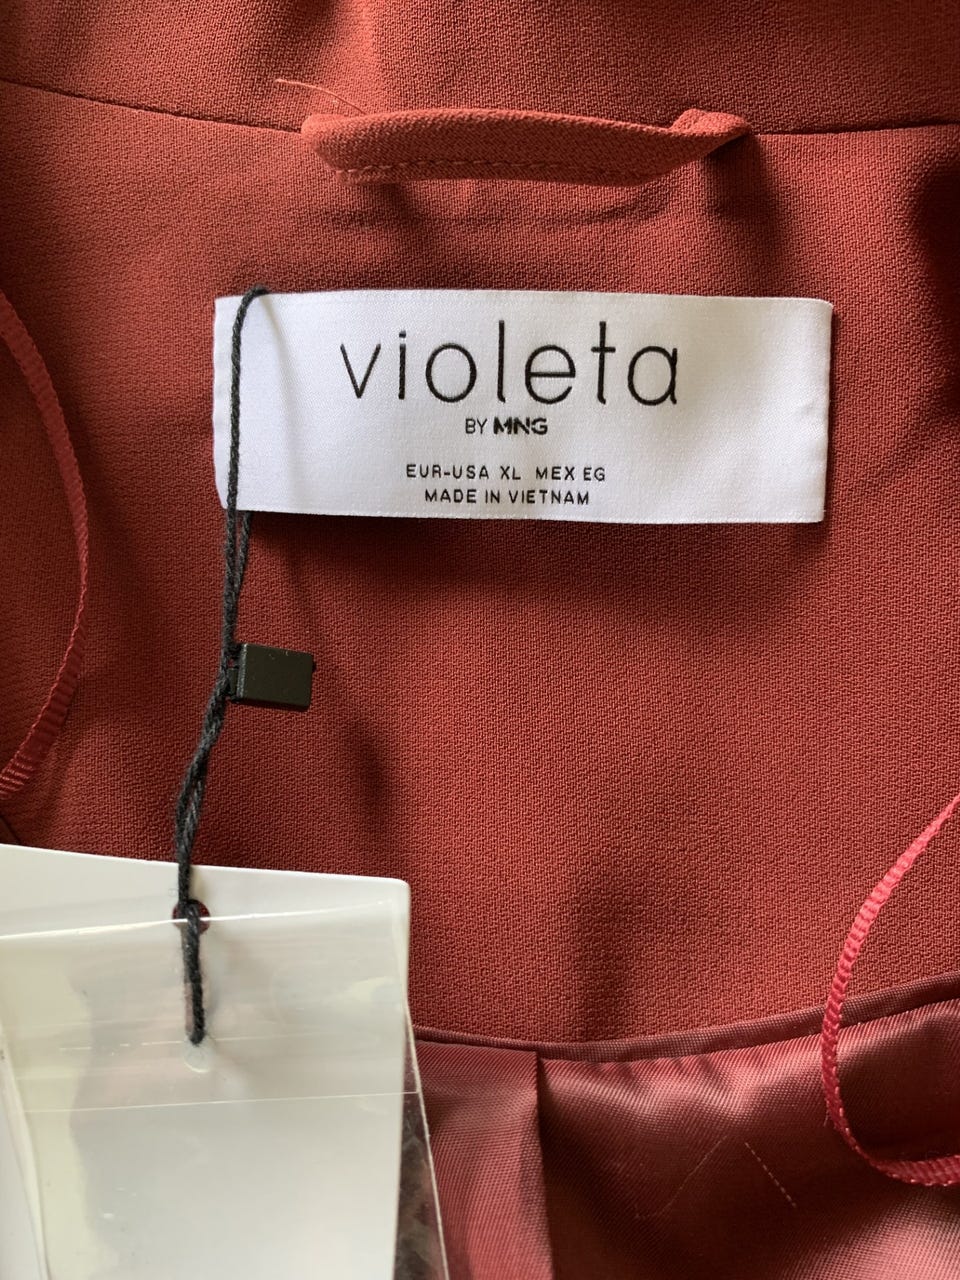 violeta
BY MNG
EUR-USA XL MEX EG
MADE IN VIETNAM